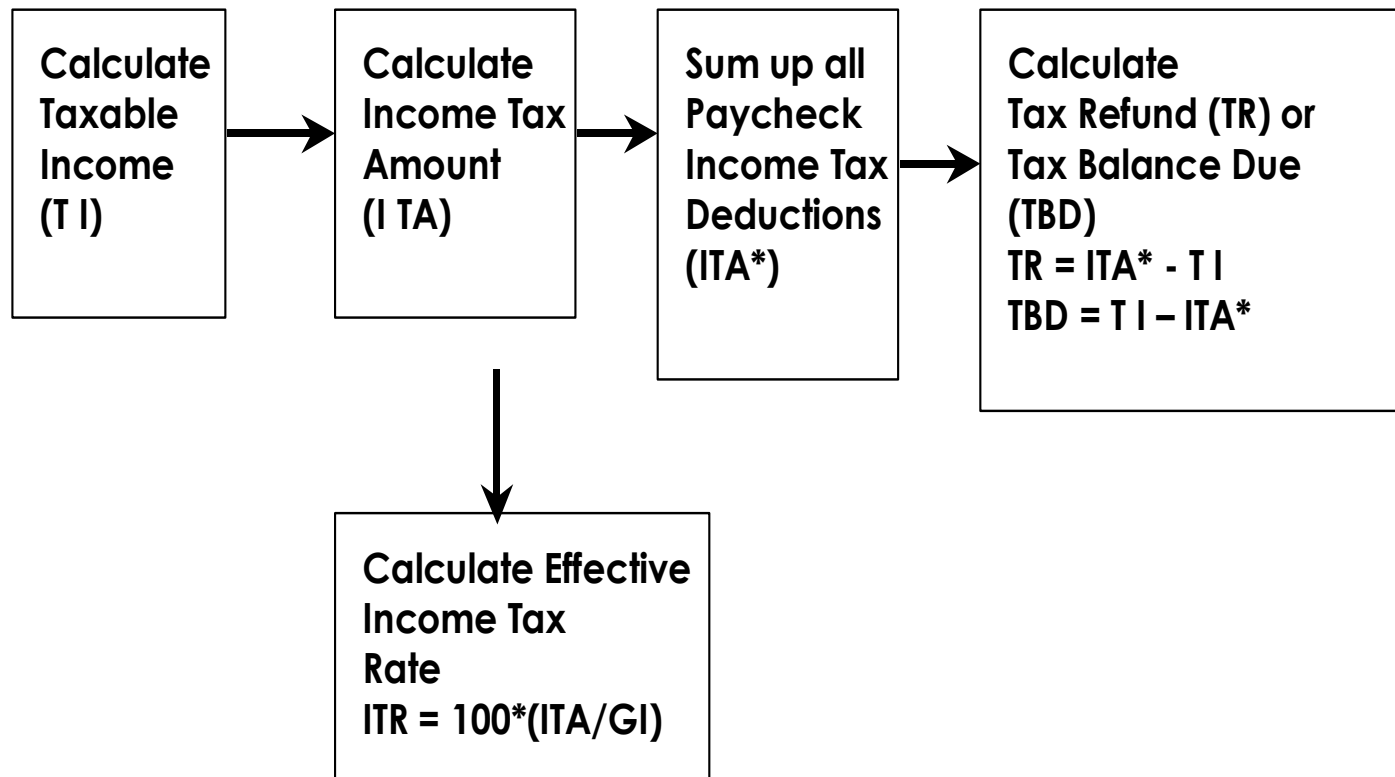 Calculate
Taxable
Income
(T I)
Calculate
Income Tax
Amount
(I TA)
Sum up all
Paycheck
Income Tax
Deductions
(ITA*)
Calculate
Tax Refund (TR) or
Tax Balance Due
(TBD)
TR = ITA* - T I
TBD = T I – ITA*
Calculate Effective
Income Tax
Rate
ITR = 100*(ITA/GI)